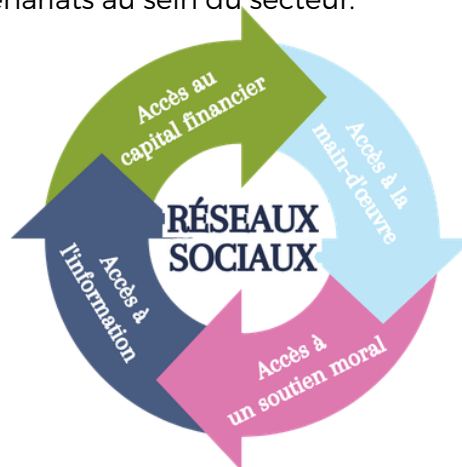 au sein du secteur.
Accès au
capital financier
Accès à la
main-d'œuvre
RÉSEAUX
SOCIAUX
Accès à
l'information
Accès à
un soutien moral